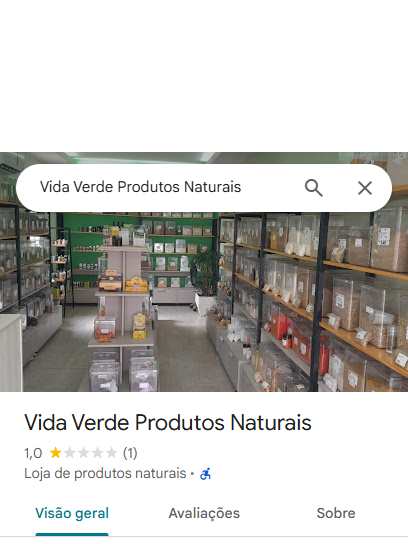 Vida Verde Produtos Naturais
Vida Verde Produtos Naturais
1,0 (1)
Loja de produtos naturais •
Visão geral Avaliações Sobre